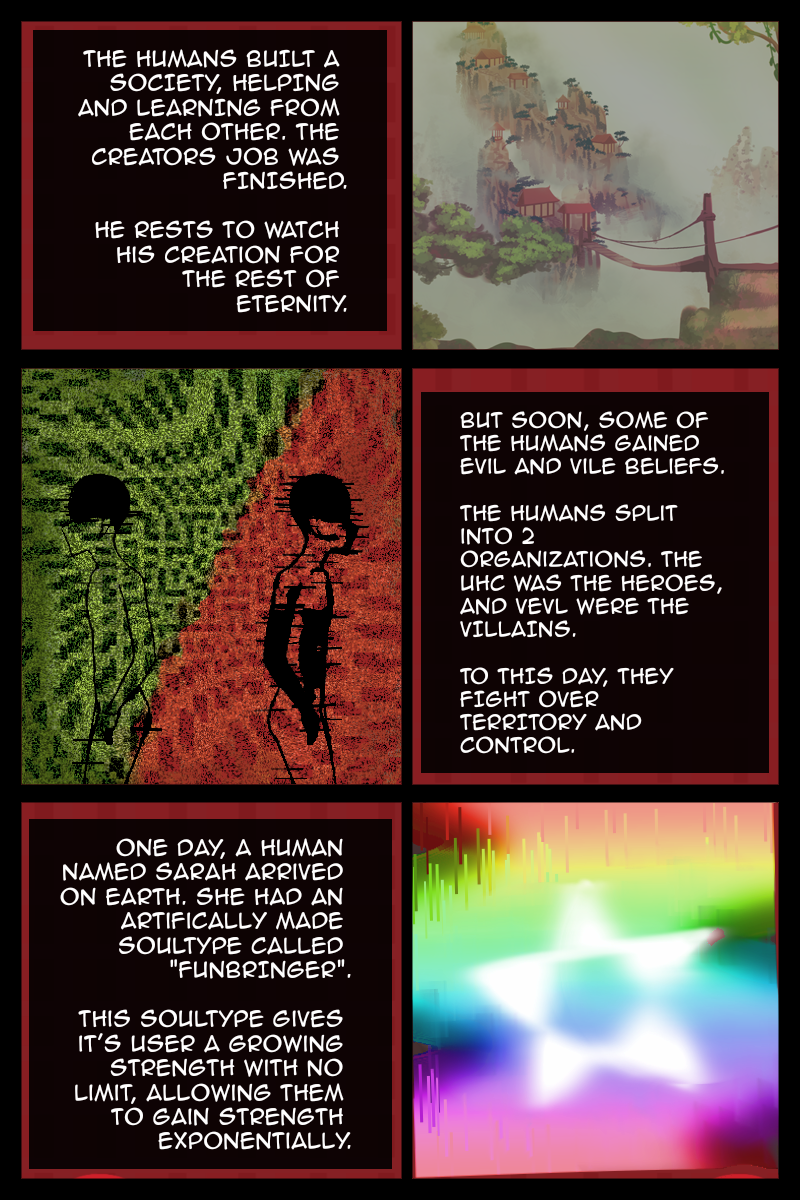 THE HUMANS BUILT A
SOCIETY, HELPING
AND LEARNING FROM
EACH OTHER. THE
CREATORS JOB WAS
FINISHED.
HE RESTS TO WATCH
HIS CREATION FOR
THE REST OF
ETERNITY.
BUT SOON, SOME OF
THE HUMANS GAINED
EVIL AND VILE BELIEFS.
THE HUMANS SPLIT
INTO 2
ORGANIZATIONS. THE
UHC WAS THE HEROES,
AND VEVL WERE THE
VILLAINS.
TO THIS DAY, THEY
FIGHT OVER
TERRITORY AND
CONTROL.
ONE DAY, A HUMAN
NAMED SARAH ARRIVED
ON EARTH. SHE HAD AN
ARTIFICALLY MADE
SOULTYPE CALLED
"FUNBRINGER".
THIS SOULTYPE GIVES
IT'S USER A GROWING
STRENGTH WITH NO
LIMIT, ALLOWING THEM
TO GAIN STRENGTH
EXPONENTIALLY.